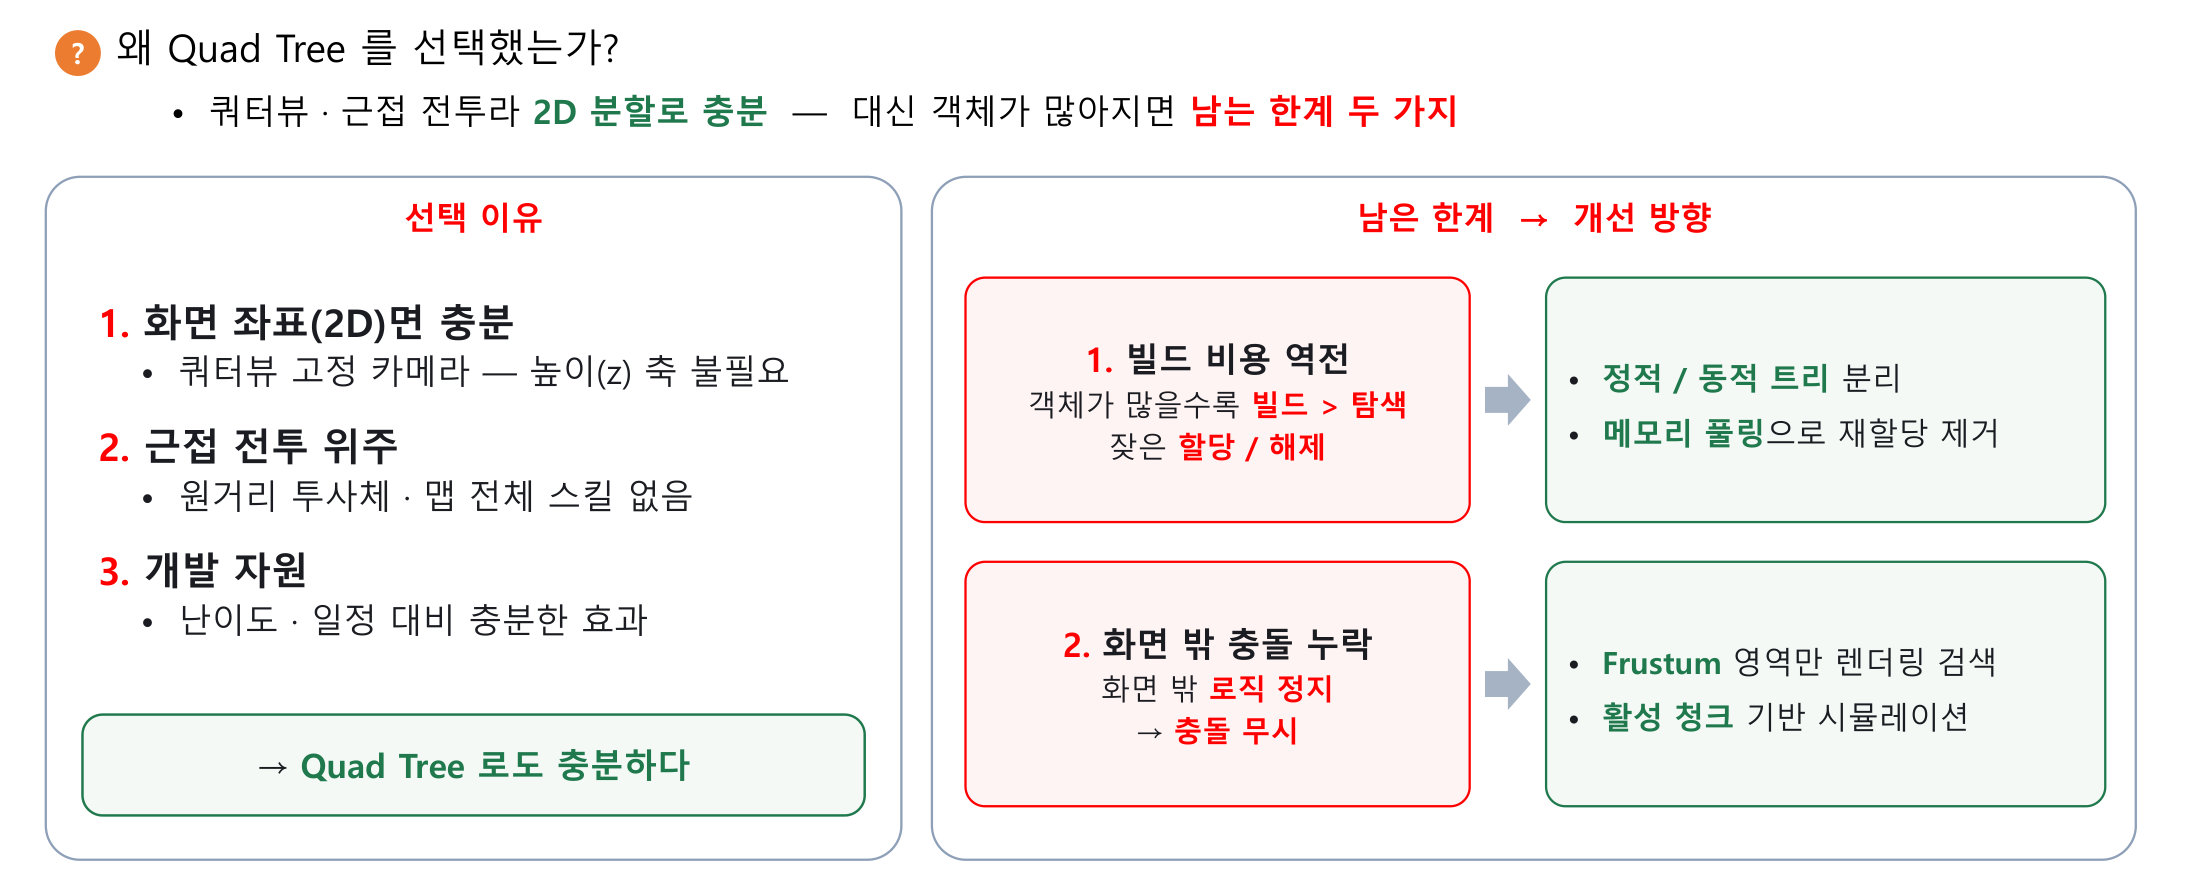 ? 왜 Quad Tree 를 선택했는가?
• 쿼터뷰 · 근접 전투라 2D 분할로 충분 — 대신 객체가 많아지면 남는 한계 두 가지
선택 이유
1. 화면 좌표(2D)면 충분
• 쿼터뷰 고정 카메라 — 높이(z) 축 불필요
2. 근접 전투 위주
• 원거리 투사체 · 맵 전체 스킬 없음
3. 개발 자원
• 난이도 · 일정 대비 충분한 효과
→ Quad Tree 로도 충분하다
남은 한계 → 개선 방향
1. 빌드 비용 역전
객체가 많을수록 빌드 > 탐색
잦은 할당 / 해제
• 정적 / 동적 트리 분리
• 메모리 풀링으로 재할당 제거
2. 화면 밖 충돌 누락
화면 밖 로직 정지
→ 충돌 무시
• Frustum 영역만 렌더링 검색
• 활성 청크 기반 시뮬레이션